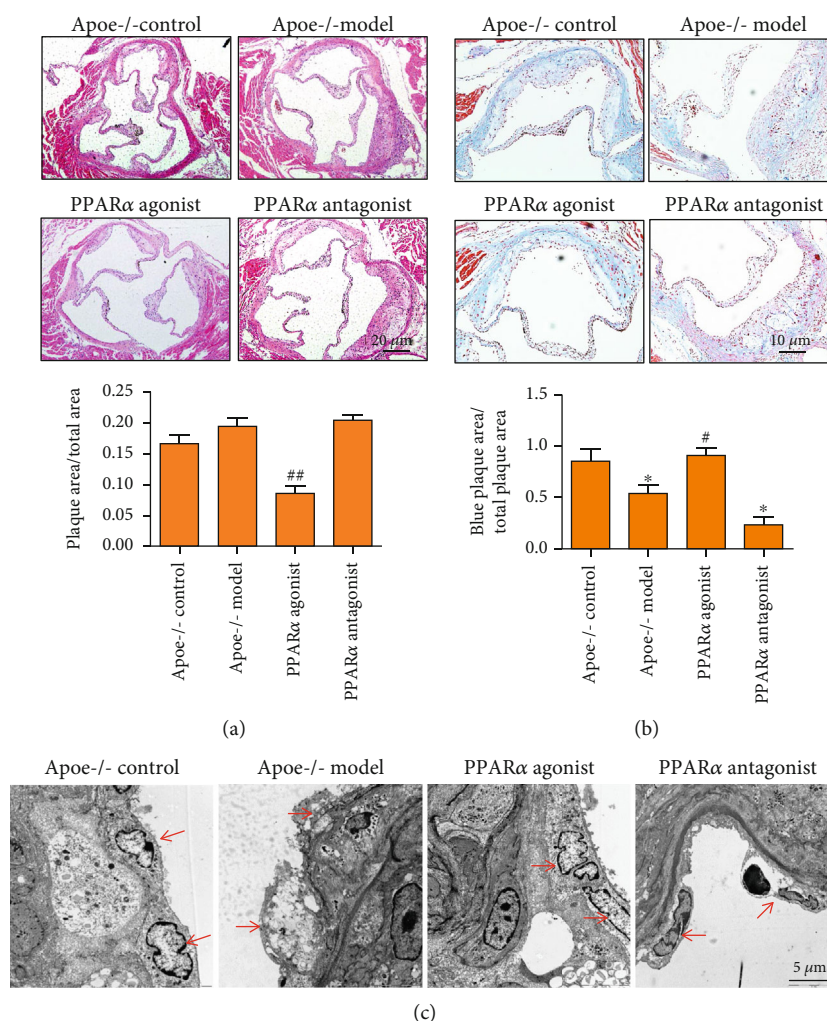 Apoe-/-control
Apoe-/-model
PPARα agonist
PPARα antagonist
120 μm
Plaque area/total area
0.25
0.20
0.15
0.10
0.05
0.00
##
Apoe-/- control
Apoe-/- model
PPARα agonist
PPARα antagonist
(a)
Apoe-/- control
Apoe-/- model
PPARα agonist
PPARα antagonist
10 μm
Blue plaque area/
total plaque area
1.5
1.0
0.5
0.0
*
#
*
Apoe-/- control
Apoe-/- model
PPARα agonist
PPARα antagonist
(b)
Apoe-/- control
Apoe-/- model
PPARα agonist
PPARα antagonist
5 μm
(c)